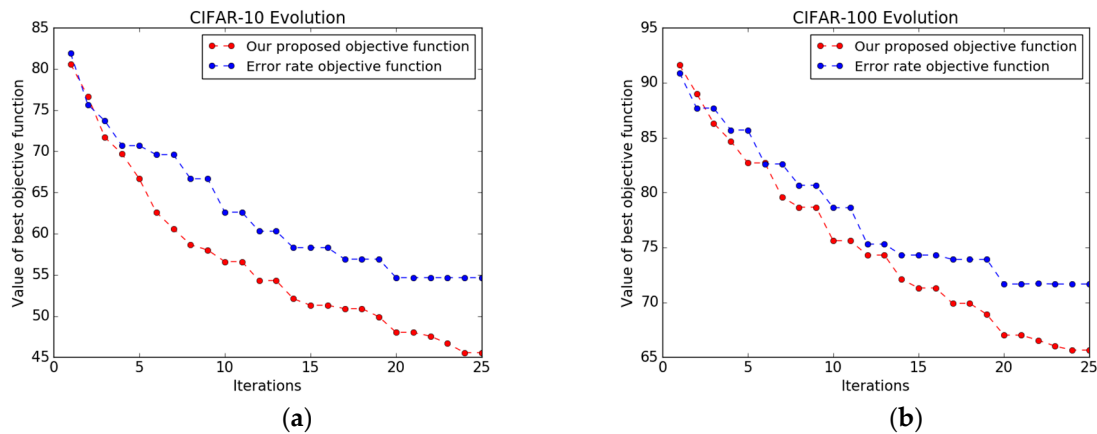 CIFAR-10 Evolution
Our proposed objective function
Error rate objective function
Value of best objective function
85
80
75
70
65
60
55
50
45
0 5 10 15 20 25
Iterations
(a)
CIFAR-100 Evolution
Our proposed objective function
Error rate objective function
Value of best objective function
95
90
85
80
75
70
65
0 5 10 15 20 25
Iterations
(b)